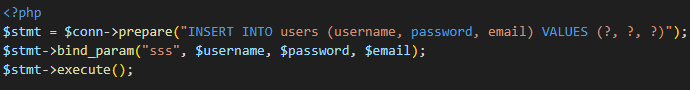 <?php
$stmt = $conn->prepare("INSERT INTO users (username, password, email) VALUES (?, ?, ?)");
$stmt->bind_param("sss", $username, $password, $email);
$stmt->execute();